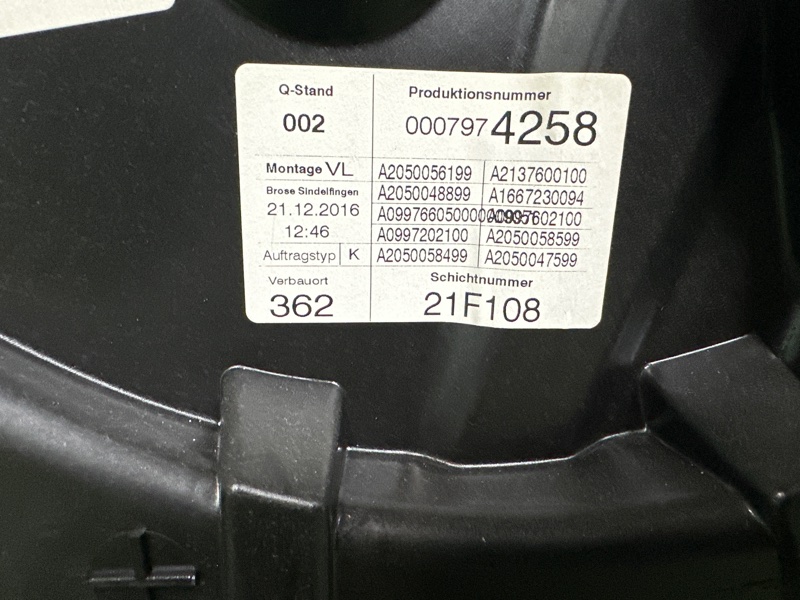 Q-Stand
Produktionsnummer
002
0007974258
Montage VL
A2050056199 A2137600100
Brose Sindelfingen
A2050048899 A1667230094
21.12.2016
12:46
A0997202100 A2050058599
Auftragstyp K
A2050058499 A2050047599
Verbauort
Schichtnummer
362
21F108